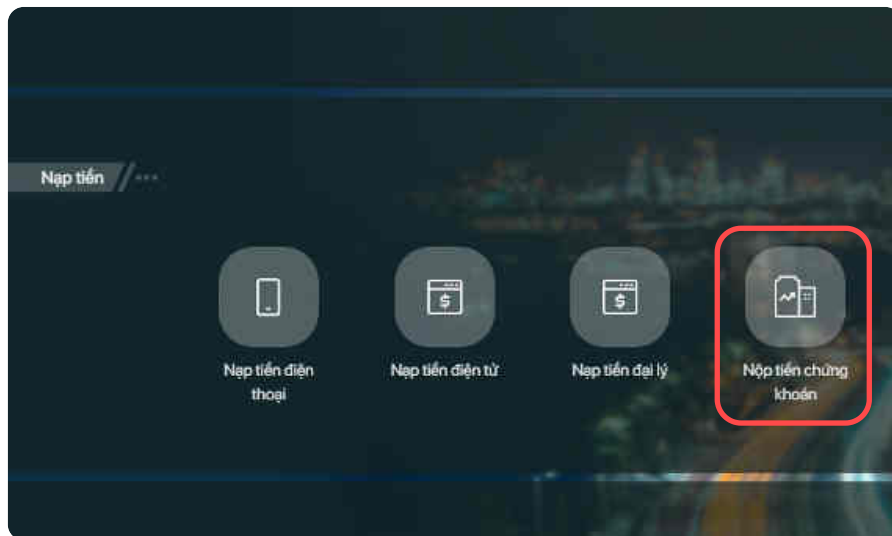 Nạp tiền
Nạp tiền điện
thoại
Nạp tiền điện tử
Nạp tiền đại lý
Nộp tiền chứng
khoán